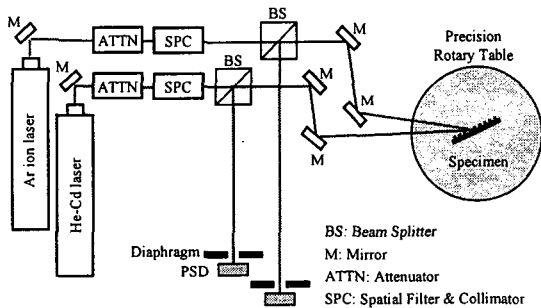 BS
M
ATTN
SPC
M
BS
Precision
Rotary Table
M
ATTN
SPC
M
M
M
Specimen
Ar ion laser
He-Cd laser
BS: Beam Splitter
M: Mirror
ATTN: Attenuator
SPC: Spatial Filter & Collimator
Diaphragm
PSD